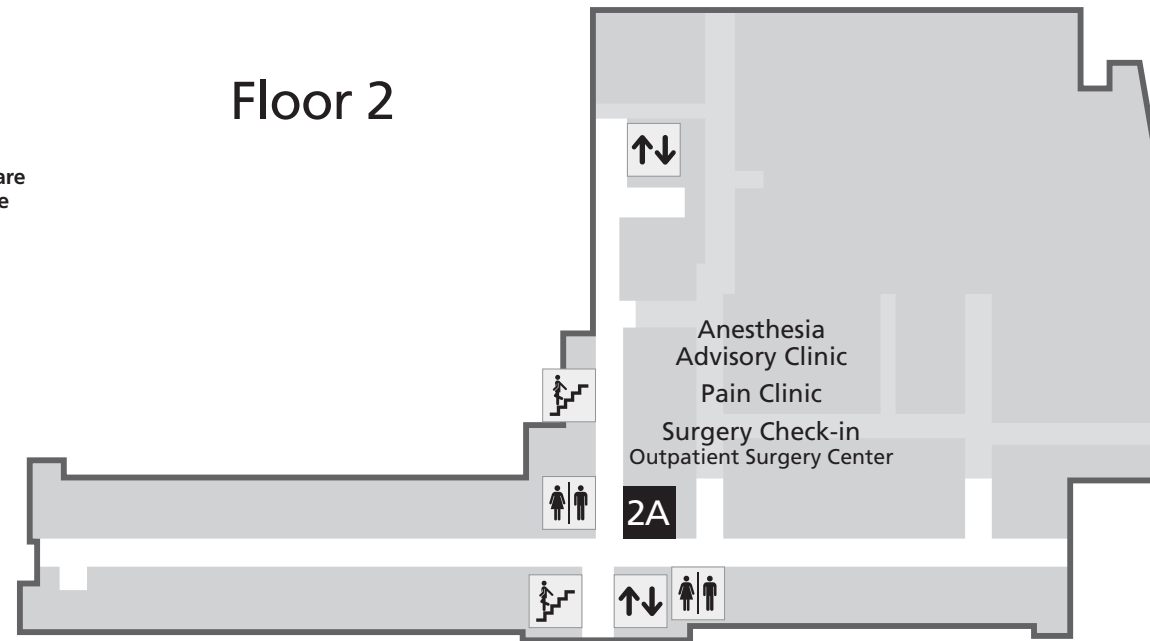 Floor 2
Anesthesia
Advisory Clinic
Pain Clinic
Surgery Check-in
Outpatient Surgery Center
2A